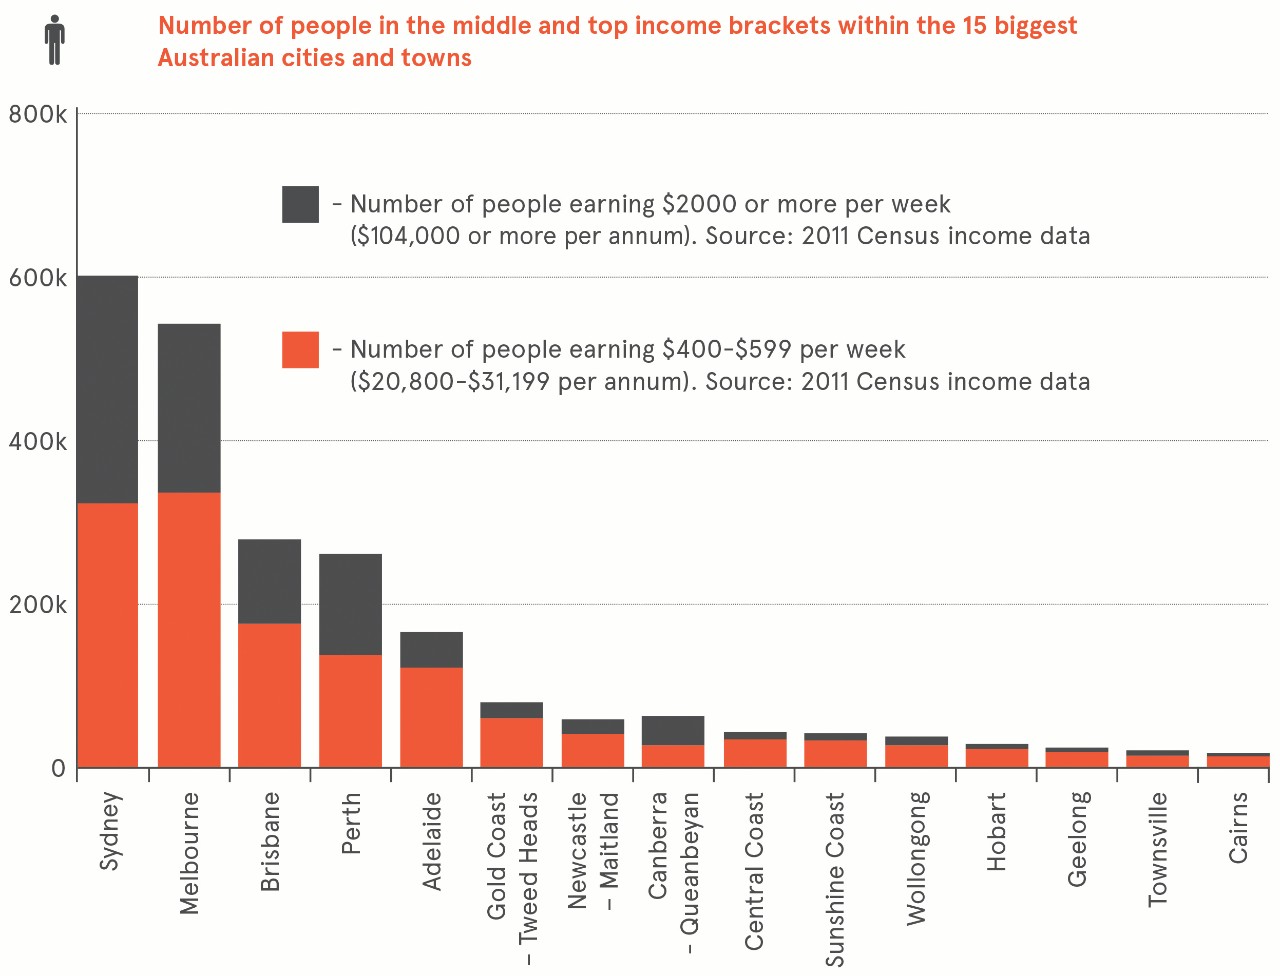 Number of people in the middle and top income brackets within the 15 biggest
Australian cities and towns
800k
600k
400k
200k
0
- Number of people earning $2000 or more per week
($104,000 or more per annum). Source: 2011 Census income data
- Number of people earning $400-$599 per week
($20,800-$31,199 per annum). Source: 2011 Census income data
Sydney
Melbourne
Brisbane
Perth
Adelaide
Gold Coast
– Tweed Heads
Newcastle
– Maitland
Canberra
- Queanbeyan
Central Coast
Sunshine Coast
Wollongong
Hobart
Geelong
Townsville
Cairns